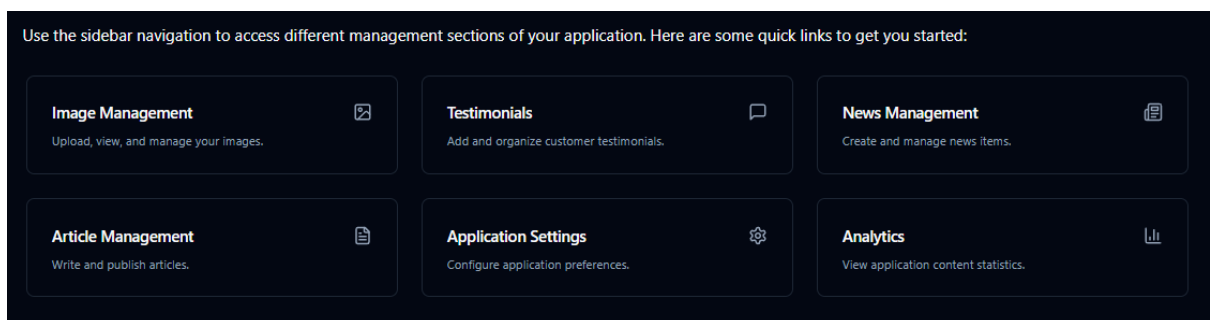 Use the sidebar navigation to access different management sections of your application. Here are some quick links to get you started:
Image Management
Upload, view, and manage your images.
Testimonials
Add and organize customer testimonials.
News Management
Create and manage news items.
Article Management
Write and publish articles.
Application Settings
Configure application preferences.
Analytics
View application content statistics.